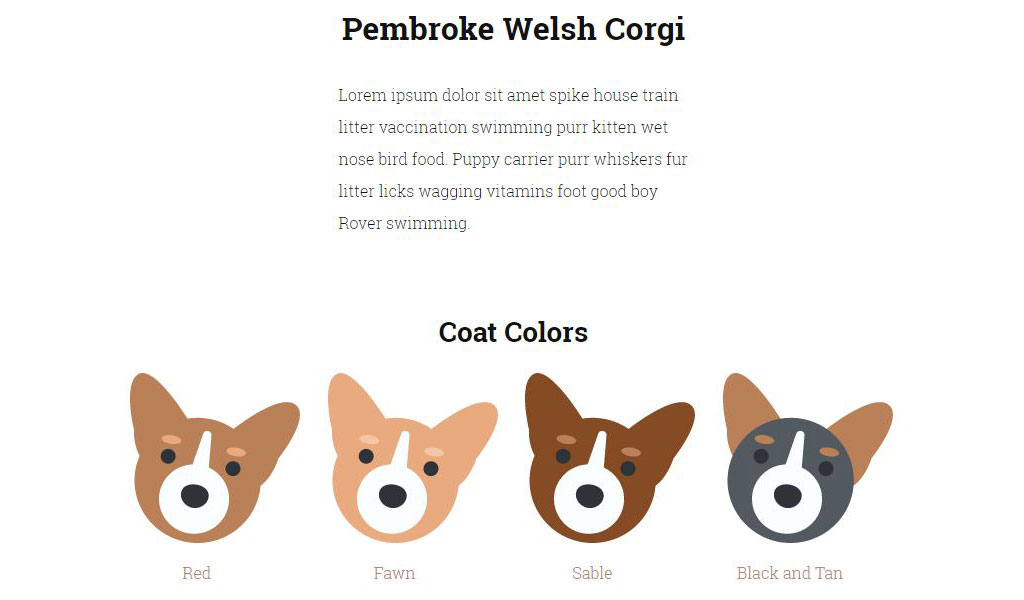 Pembroke Welsh Corgi
Lorem ipsum dolor sit amet spike house train
litter vaccination swimming purr kitten wet
nose bird food. Puppy carrier purr whiskers fur
litter licks wagging vitamins foot good boy
Rover swimming.
Coat Colors
Red
Fawn
Sable
Black and Tan